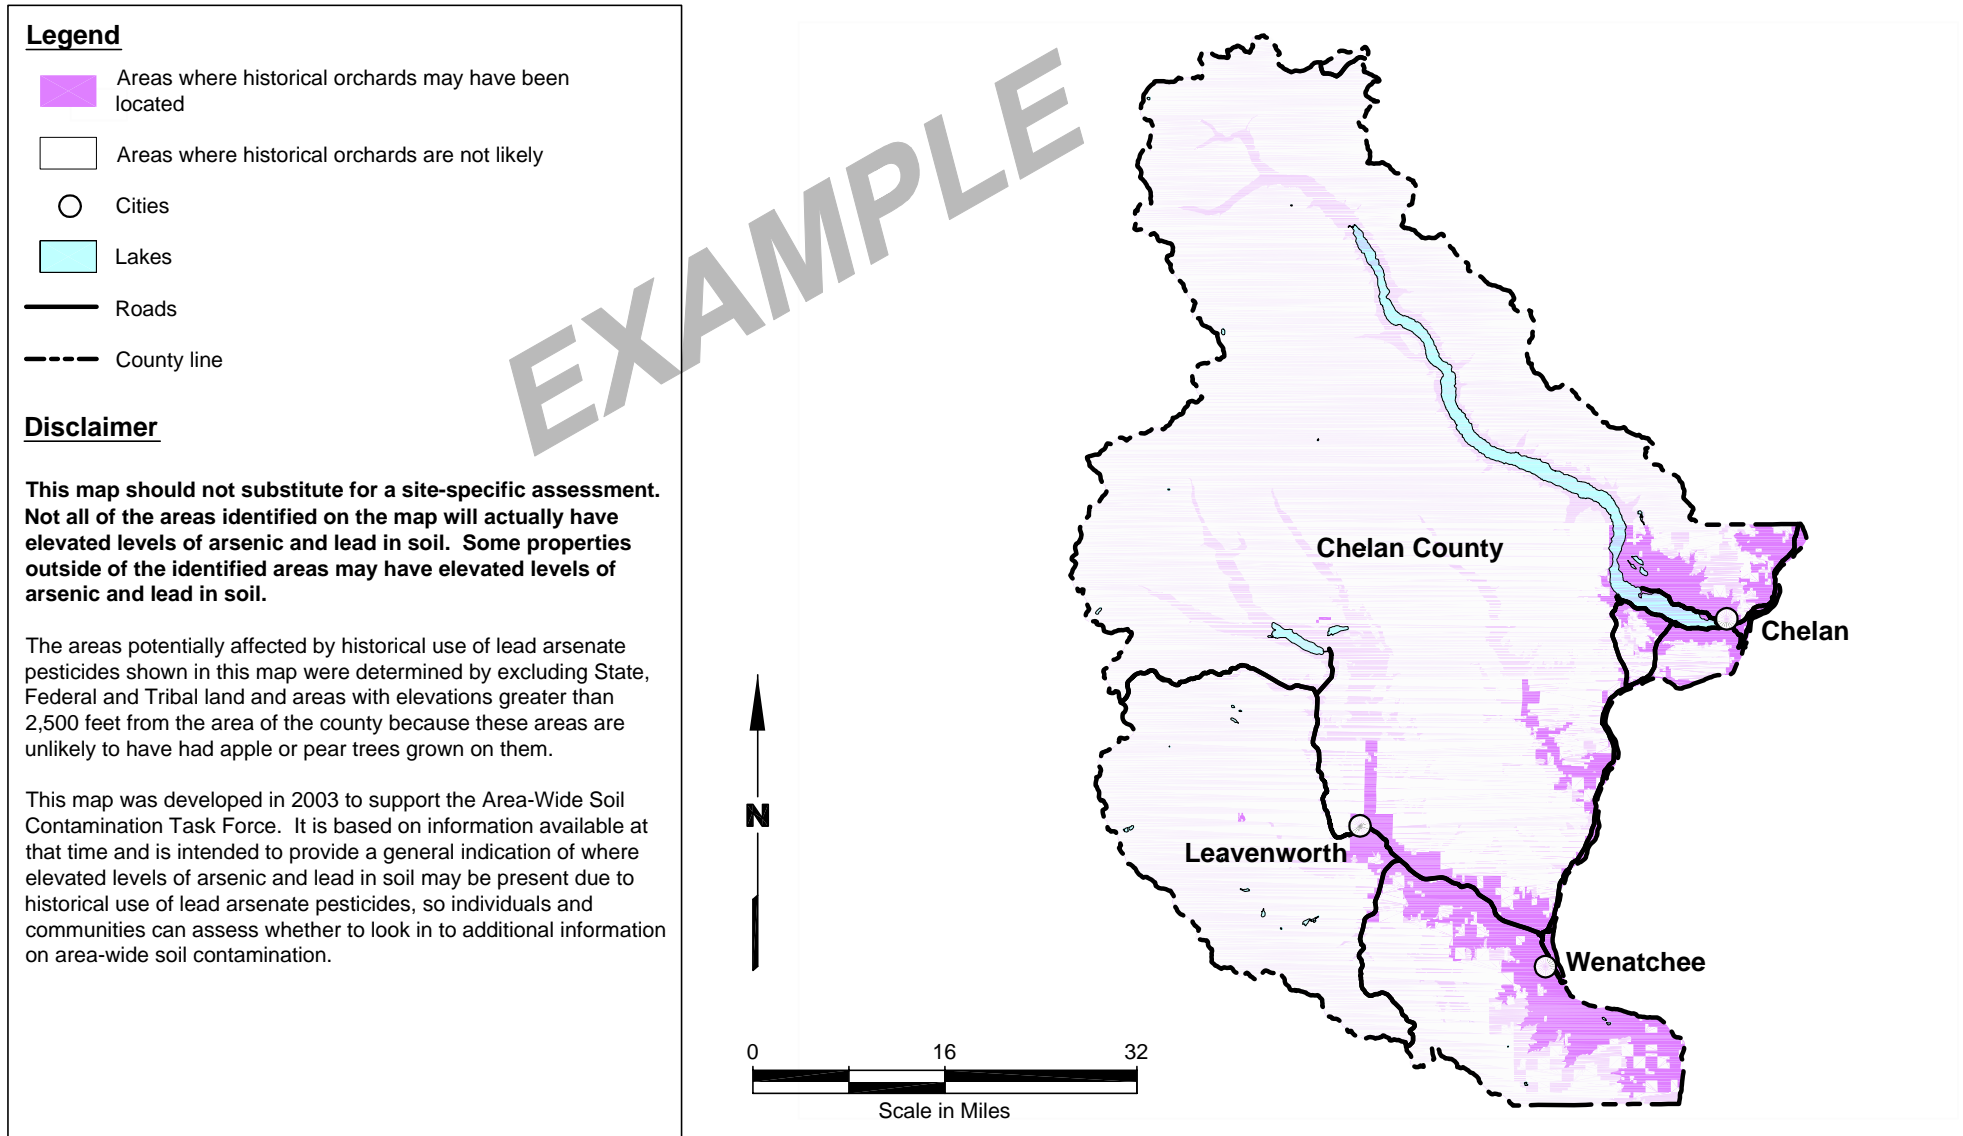 Legend
Areas where historical orchards may have been
located
Areas where historical orchards are not likely
Cities
Lakes
Roads
County line
Disclaimer
This map should not substitute for a site-specific assessment.
Not all of the areas identified on the map will actually have
elevated levels of arsenic and lead in soil.  Some properties
outside of the identified areas may have elevated levels of
arsenic and lead in soil.
The areas potentially affected by historical use of lead arsenate
pesticides shown in this map were determined by excluding State,
Federal and Tribal land and areas with elevations greater than
2,500 feet from the area of the county because these areas are
unlikely to have had apple or pear trees grown on them.
This map was developed in 2003 to support the Area-Wide Soil
Contamination Task Force.  It is based on information available at
that time and is intended to provide a general indication of where
elevated levels of arsenic and lead in soil may be present due to
historical use of lead arsenate pesticides, so individuals and
communities can assess whether to look in to additional information
on area-wide soil contamination.
EXAMPLE
Chelan County
Chelan
Leavenworth
Wenatchee
N
0 16 32
Scale in Miles